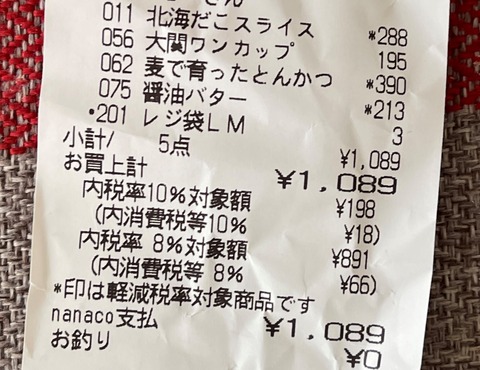 011 北海だこスライス *288
056 大関ワンカップ 195
062 麦で育ったとんかつ *390
075 醤油バター *213
・201 レジ袋LM 3
小計/ 5点 ¥1,089
お買上計 ¥1,089
内税率10%対象額 ¥198
(内消費税等10% ¥18)
内税率 8%対象額 ¥891
(内消費税等 8% ¥66)
*印は軽減税率対象商品です
nanaco支払 ¥1,089
お釣り ¥0